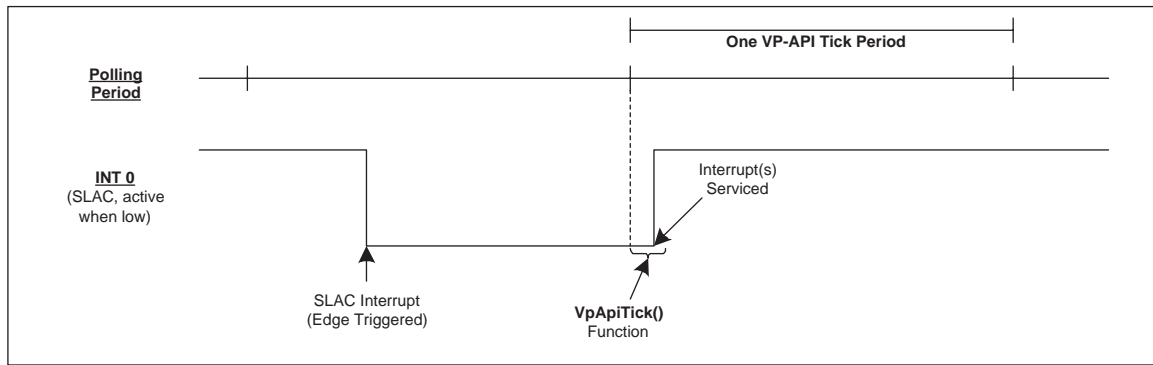 One VP-API Tick Period
Polling
Period
INT 0
(SLAC, active
when low)
Interrupt(s)
Serviced
SLAC Interrupt
(Edge Triggered)
VpApiTick()
Function